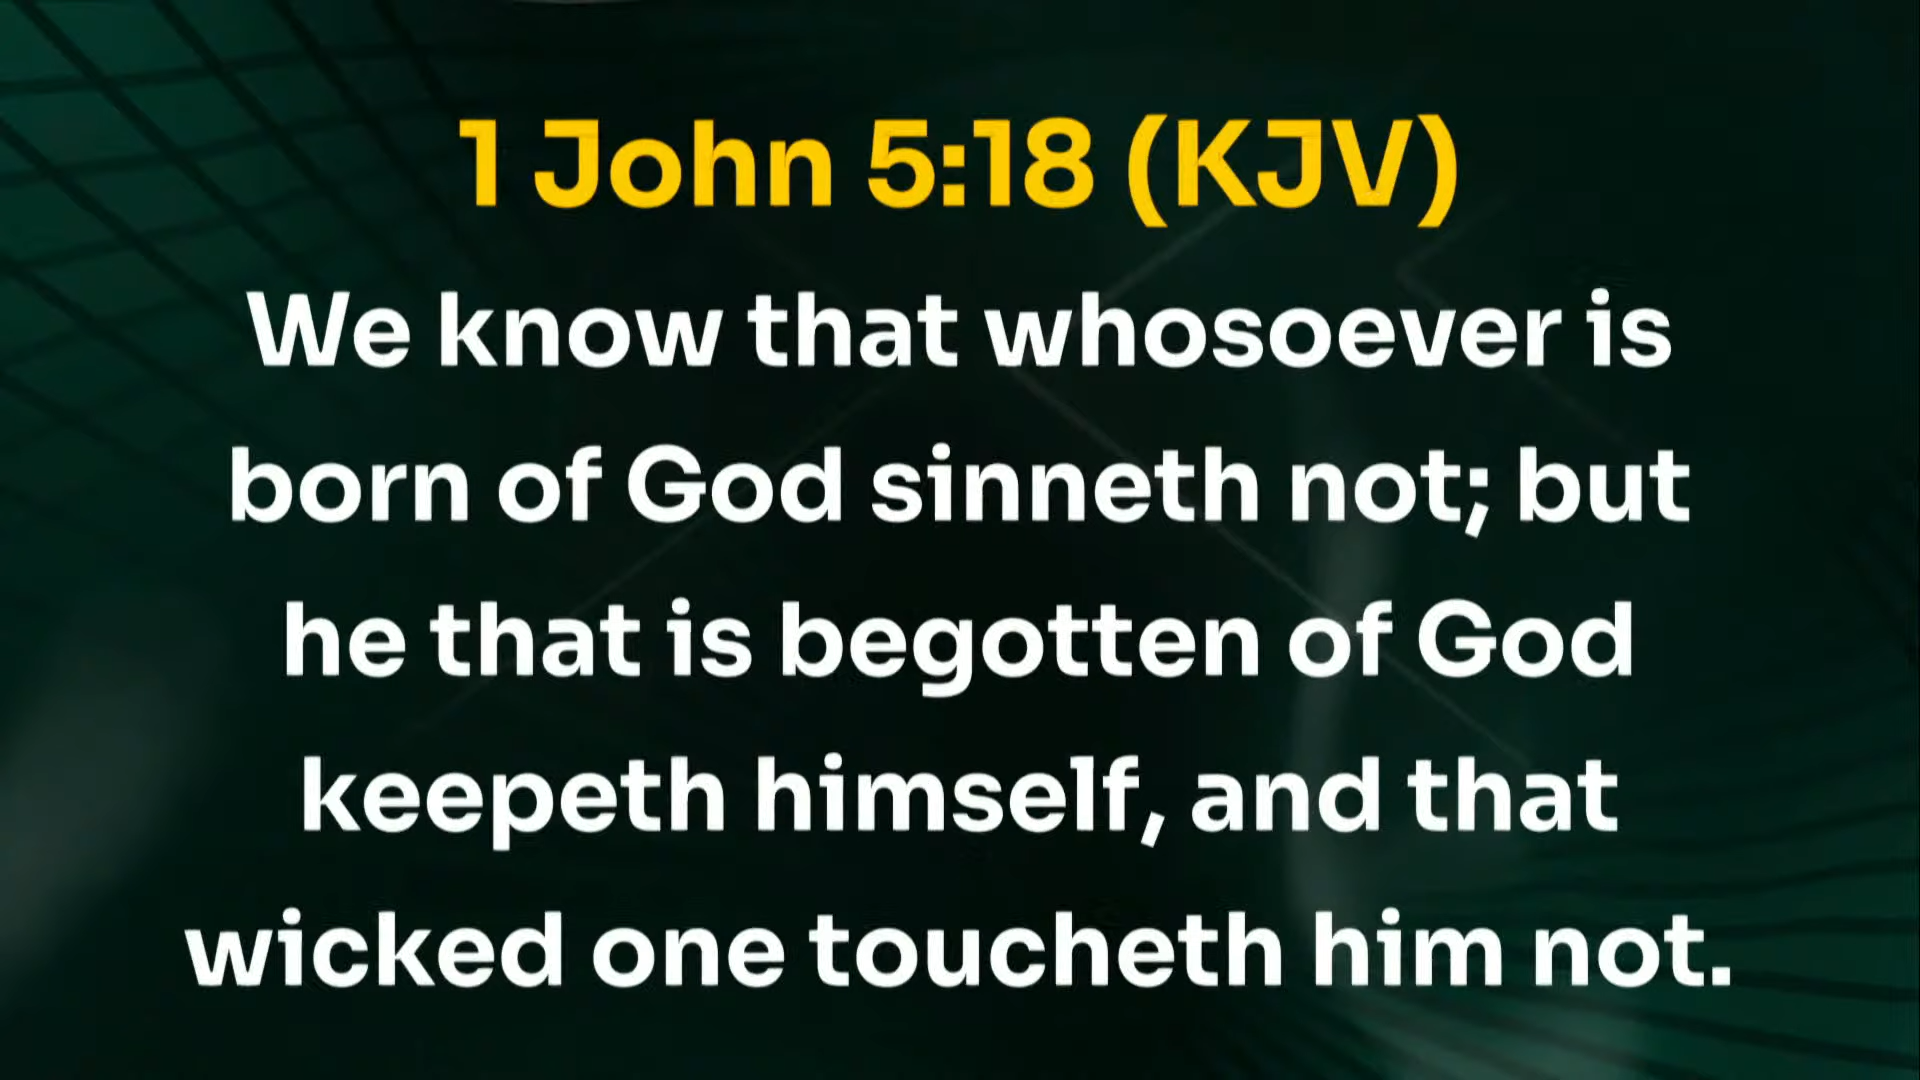 1 John 5:18 (KJV)
We know that whosoever is
born of God sinneth not; but
he that is begotten of God
keepeth himself, and that
wicked one toucheth him not.